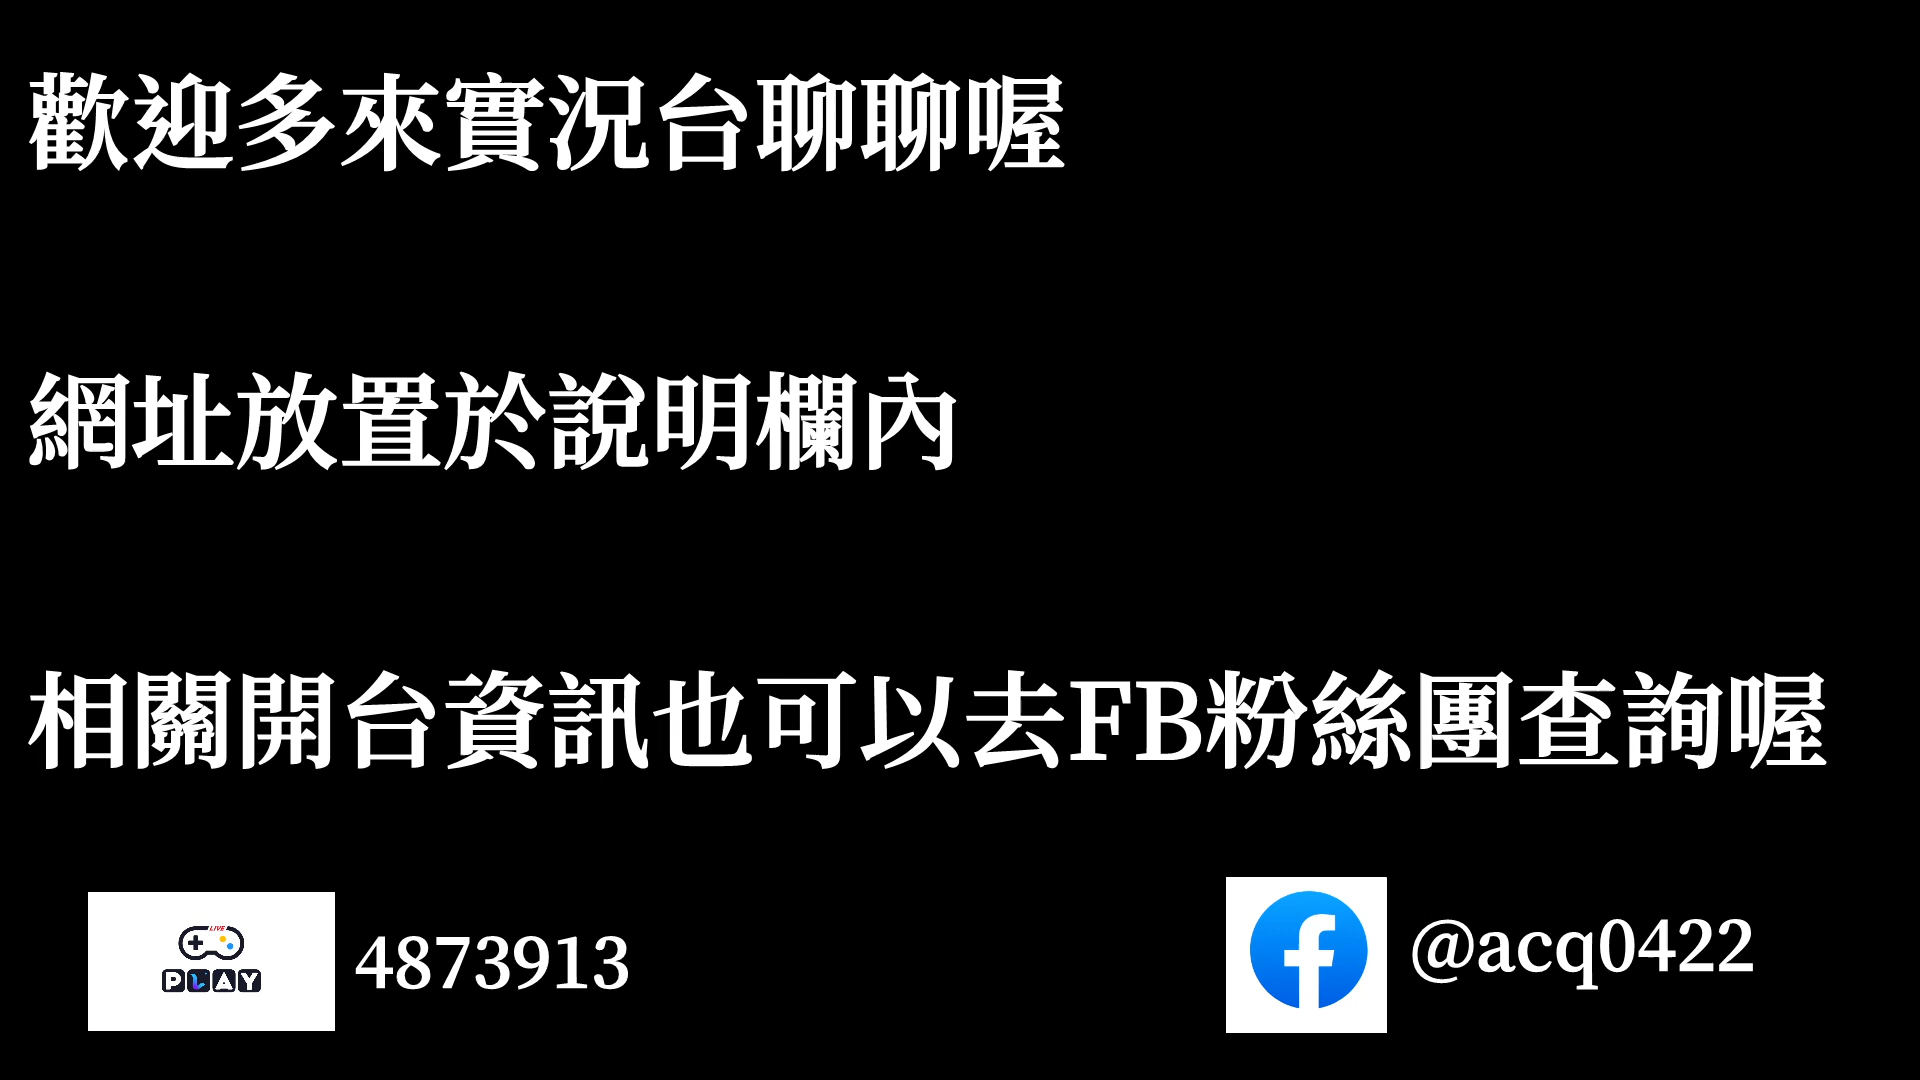 歡迎多來實況台聊聊喔
網址放置於說明欄內
相關開台資訊也可以去FB粉絲團查詢喔
LIVE
PLAY
4873913
@acq0422